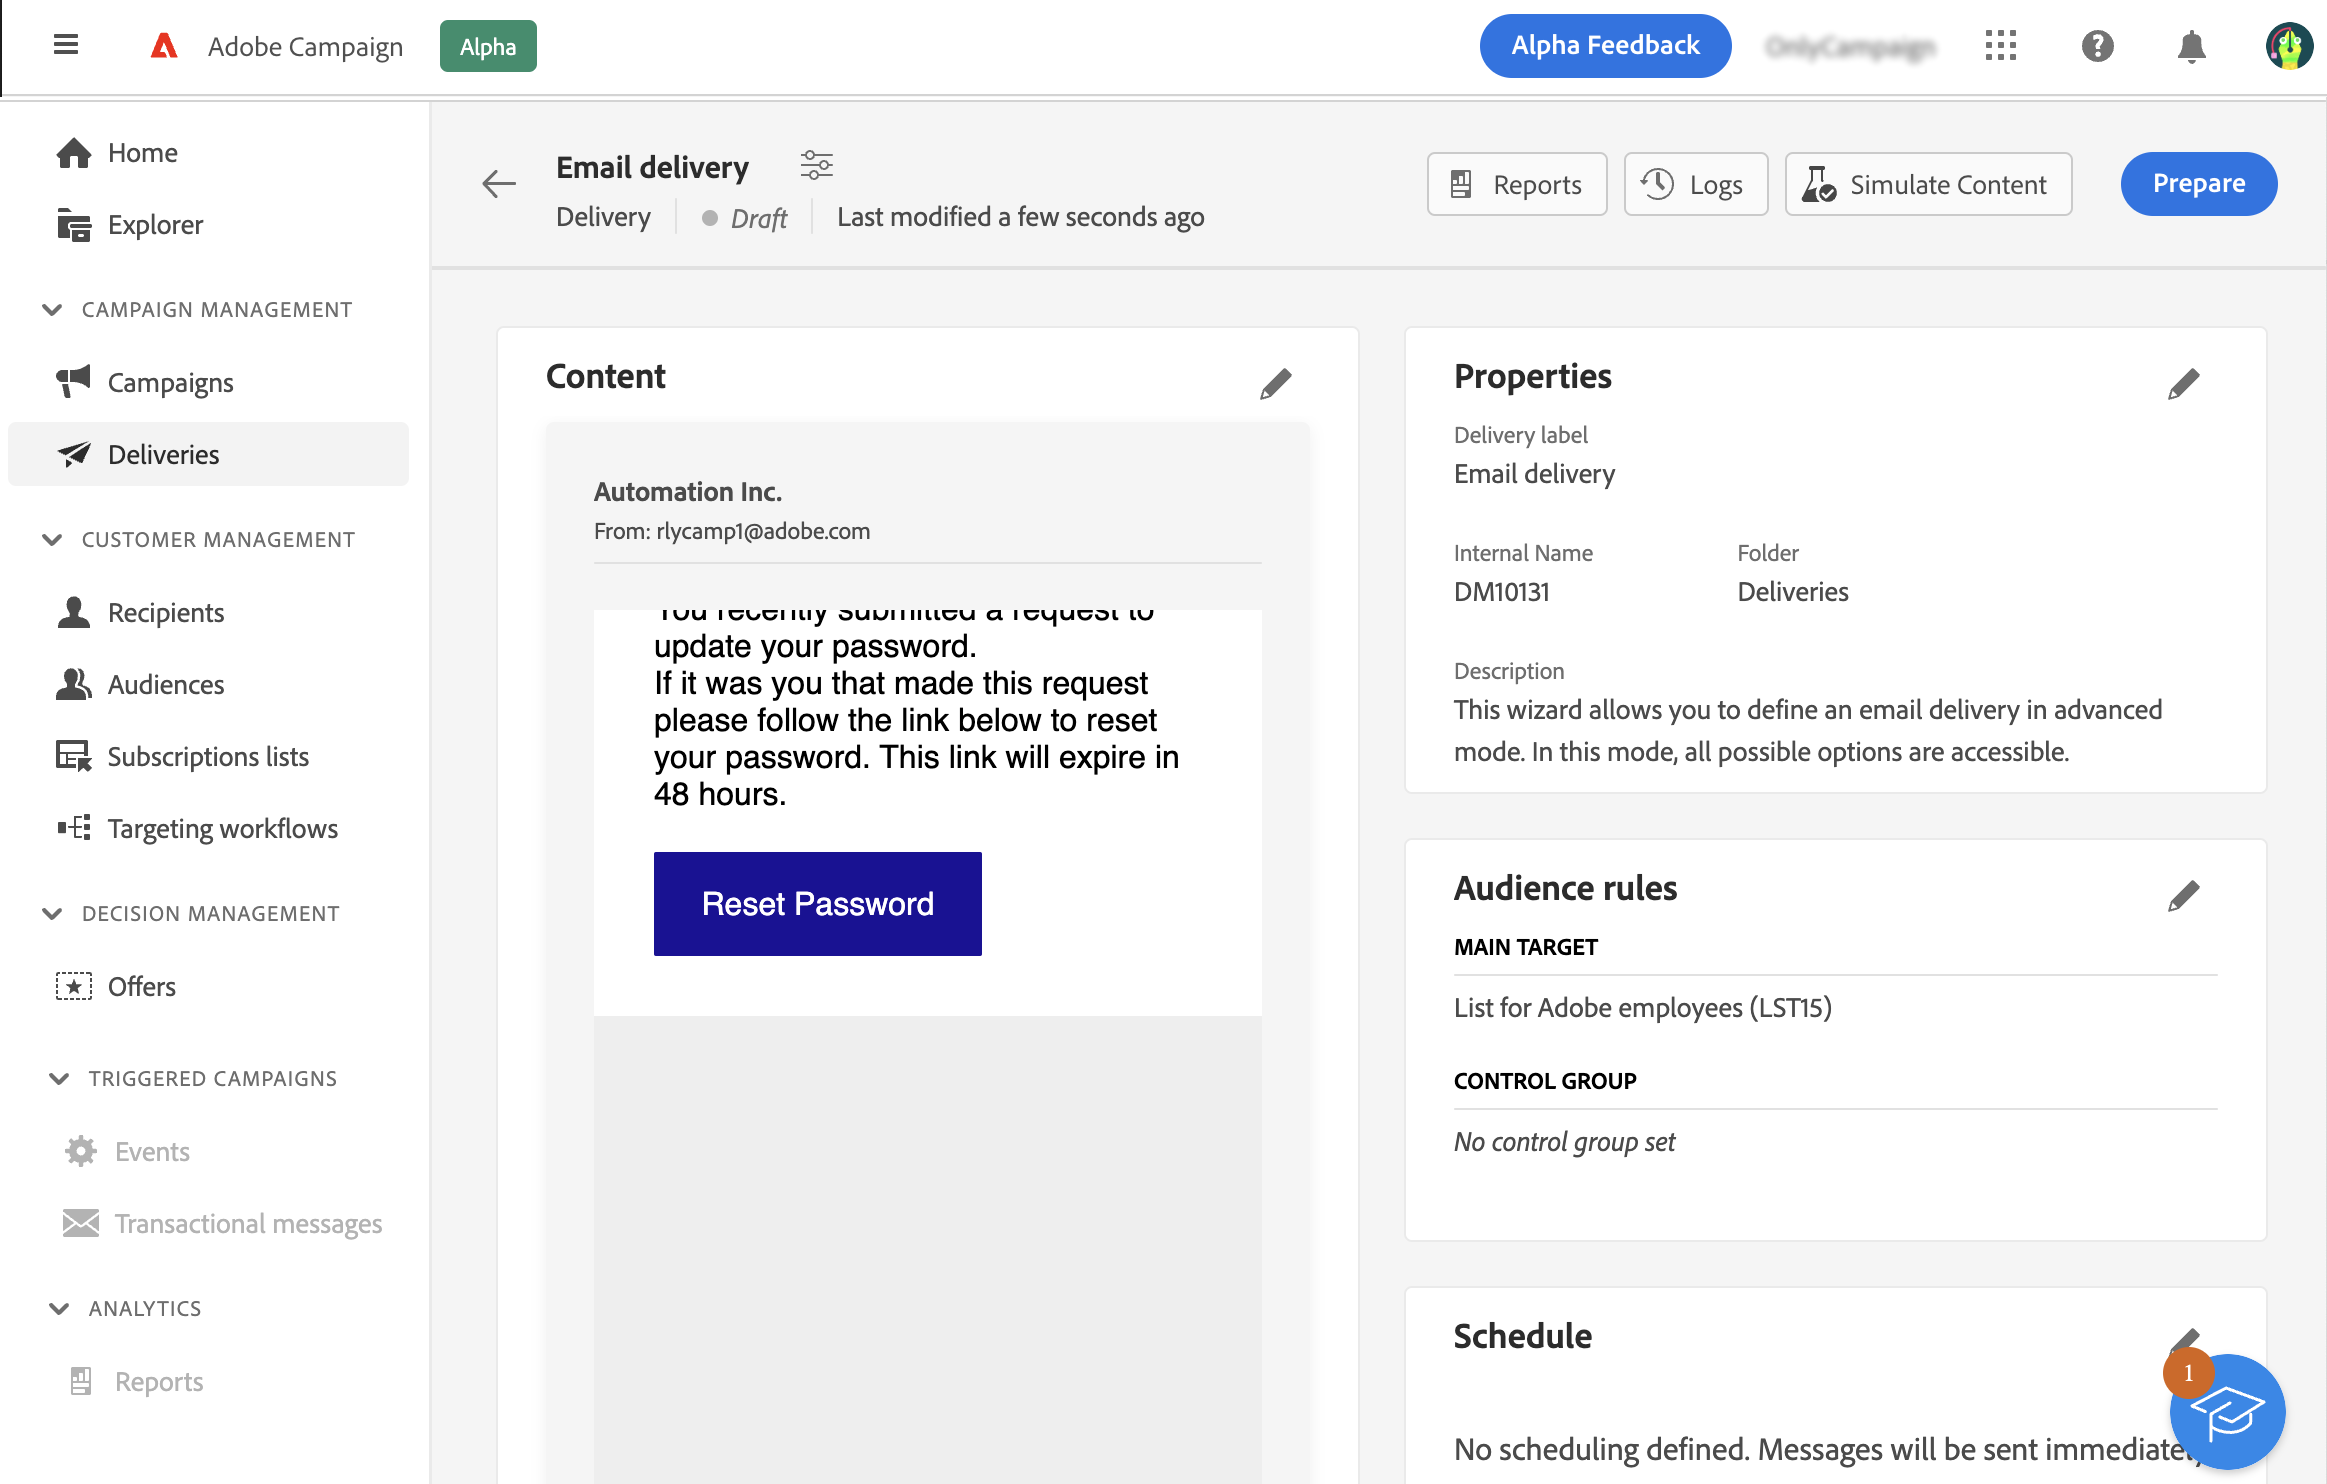 Adobe Campaign
Alpha
Alpha Feedback
Home
Explorer
CAMPAIGN MANAGEMENT
Campaigns
Deliveries
CUSTOMER MANAGEMENT
Recipients
Audiences
Subscriptions lists
Targeting workflows
DECISION MANAGEMENT
Offers
TRIGGERED CAMPAIGNS
Events
Transactional messages
ANALYTICS
Reports
Email delivery
Delivery
Draft
Last modified a few seconds ago
Reports
Logs
Simulate Content
Prepare
Content
Automation Inc.
From: rlycamp1@adobe.com
You recently submitted a request to
update your password.
If it was you that made this request
please follow the link below to reset
your password. This link will expire in
48 hours.
Reset Password
Properties
Delivery label
Email delivery
Internal Name
DM10131
Folder
Deliveries
Description
This wizard allows you to define an email delivery in advanced
mode. In this mode, all possible options are accessible.
Audience rules
MAIN TARGET
List for Adobe employees (LST15)
CONTROL GROUP
No control group set
Schedule
1
No scheduling defined. Messages will be sent immediately